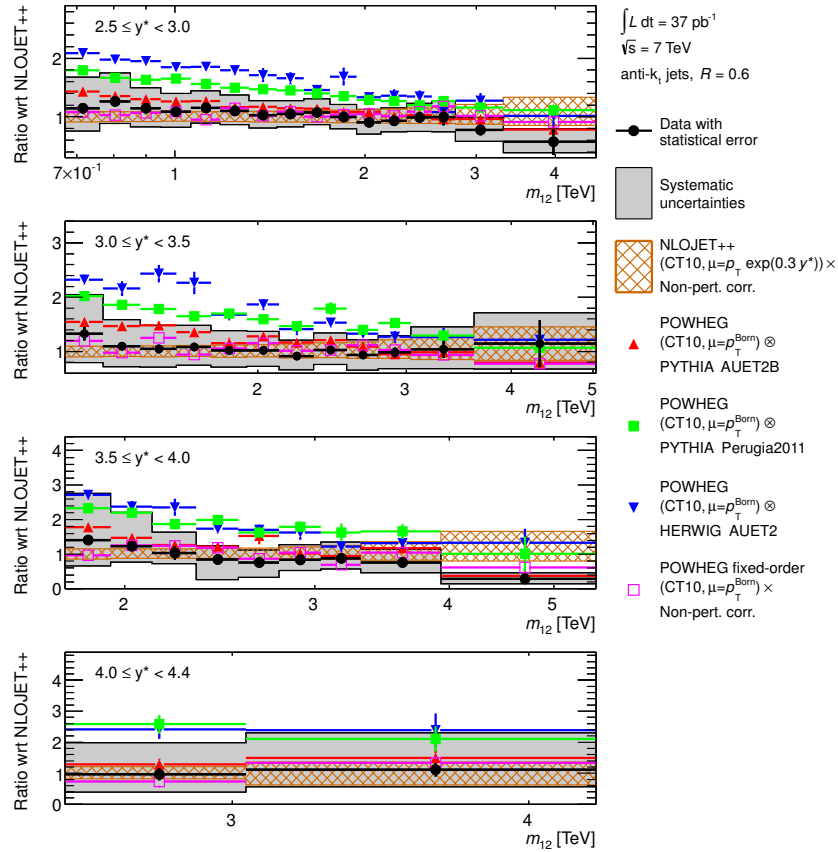 Ratio wrt NLOJET++
2.5 ≤ y* < 3.0
2
1
7×10⁻¹
1
2
3
4
m₁₂ [TeV]
Ratio wrt NLOJET++
3.0 ≤ y* < 3.5
3
2
1
2
3
4
5
m₁₂ [TeV]
Ratio wrt NLOJET++
3.5 ≤ y* < 4.0
4
3
2
1
0
2
3
4
5
m₁₂ [TeV]
Ratio wrt NLOJET++
4.0 ≤ y* < 4.4
4
3
2
1
0
3
4
m₁₂ [TeV]
∫L dt = 37 pb⁻¹
√s = 7 TeV
anti-kₜ jets, R = 0.6
Data with
statistical error
Systematic
uncertainties
NLOJET++
(CT10, μ=p_T exp(0.3 y*)) ×
Non-pert. corr.
POWHEG
(CT10, μ=p_T^Born) ⊗
PYTHIA AUET2B
POWHEG
(CT10, μ=p_T^Born) ⊗
PYTHIA Perugia2011
POWHEG
(CT10, μ=p_T^Born) ⊗
HERWIG AUET2
POWHEG fixed-order
(CT10, μ=p_T^Born) ×
Non-pert. corr.